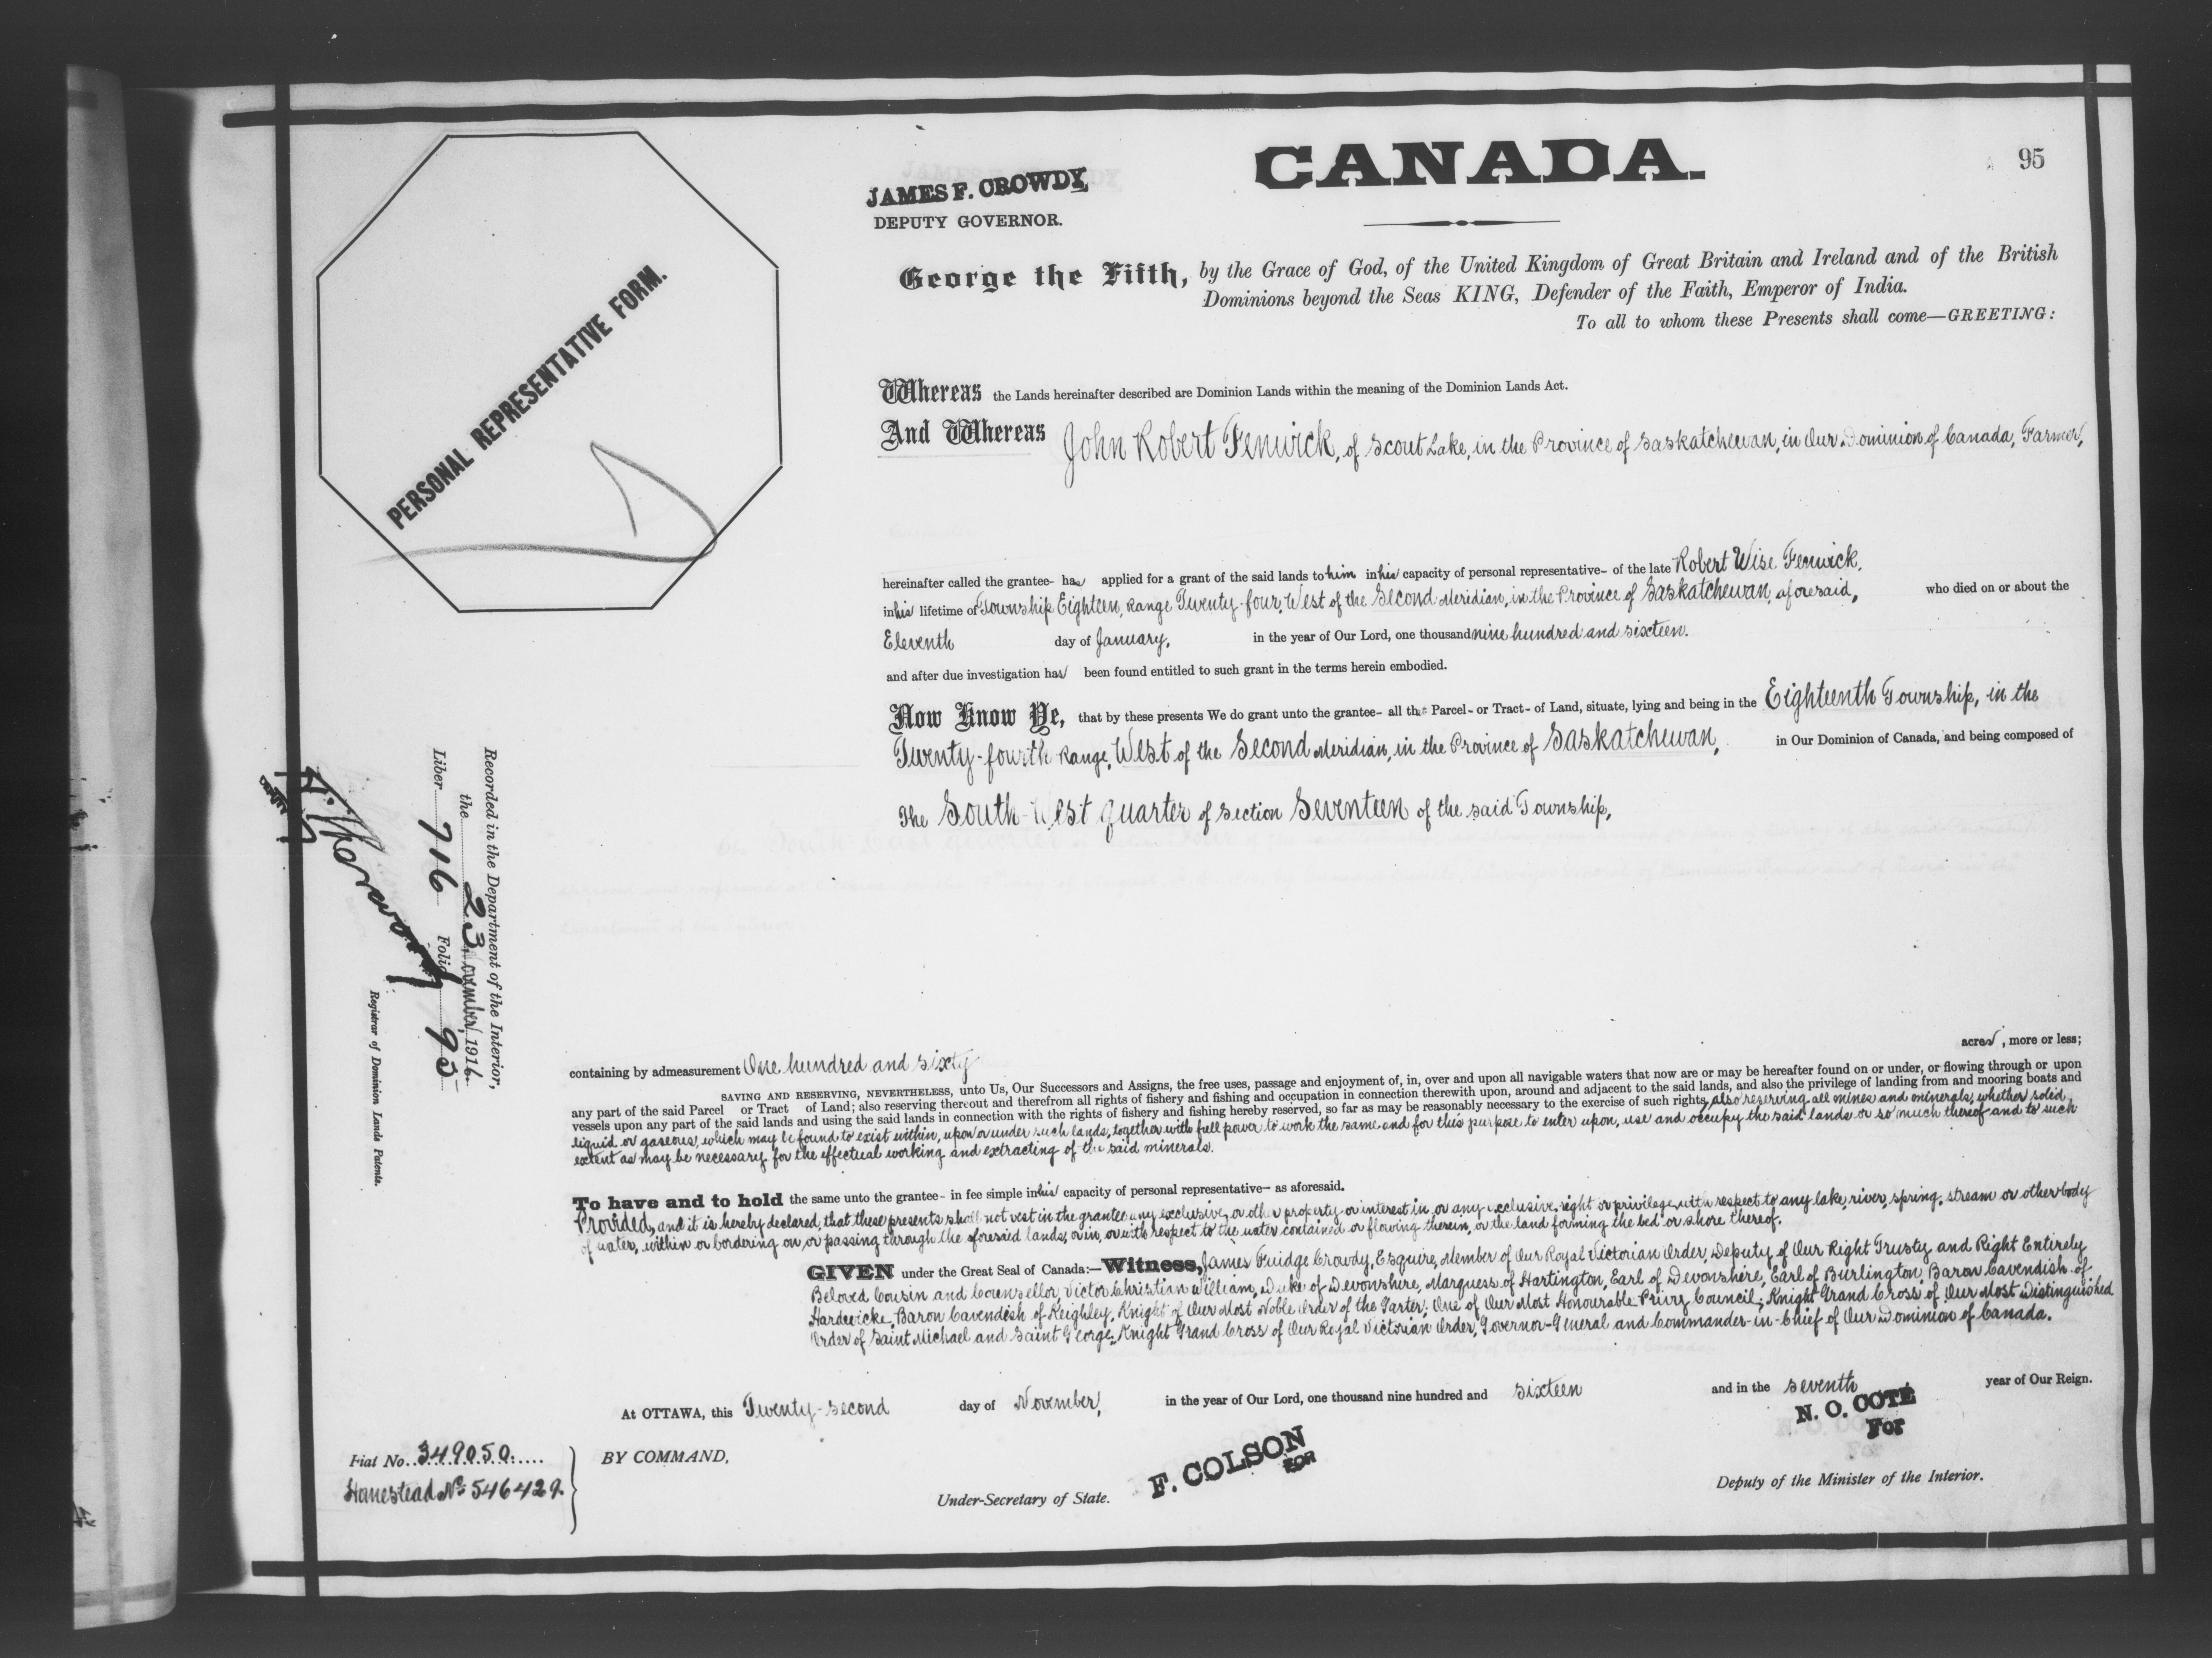 CANADA.
95
JAMES F. CROWDY
DEPUTY GOVERNOR.
George the Fifth, by the Grace of God, of the United Kingdom of Great Britain and Ireland and of the British
Dominions beyond the Seas KING, Defender of the Faith, Emperor of India.
To all to whom these Presents shall come—GREETING:
PERSONAL REPRESENTATIVE FORM.
Whereas the Lands hereinafter described are Dominion Lands within the meaning of the Dominion Lands Act.
And Whereas John Robert Fenwick, of Scout Lake, in the Province of Saskatchewan, in Our Dominion of Canada, Farmer,
hereinafter called the grantee- has applied for a grant of the said lands to him in his capacity of personal representative- of the late Robert Wise Fenwick,
in his lifetime of Township Eighteen, Range Twenty-four, West of the Second Meridian, in the Province of Saskatchewan, aforesaid, who died on or about the
Eleventh day of January, in the year of Our Lord, one thousand nine hundred and sixteen.
and after due investigation has been found entitled to such grant in the terms herein embodied.
Now Know Ye, that by these presents We do grant unto the grantee- all that Parcel- or Tract- of Land, situate, lying and being in the Eighteenth Township, in the
Twenty-fourth Range, West of the Second Meridian, in the Province of Saskatchewan, in Our Dominion of Canada, and being composed of
The South-West quarter of Section Seventeen of the said Township,
containing by admeasurement One hundred and sixty acres, more or less;
SAVING AND RESERVING, NEVERTHELESS, unto Us, Our Successors and Assigns, the free uses, passage and enjoyment of, in, over and upon all navigable waters that now are or may be hereafter found on or under, or flowing through or upon
any part of the said Parcel or Tract of Land; also reserving thereout and therefrom all rights of fishery and fishing and occupation in connection therewith upon, around and adjacent to the said lands, and also the privilege of landing from and mooring boats and
vessels upon any part of the said lands and using the said lands in connection with the rights of fishery and fishing hereby reserved, so far as may be reasonably necessary to the exercise of such rights, also reserving all mines and minerals, whether solid,
liquid or gaseous, which may be found to exist within, upon or under such lands, together with full power to work the same and for this purpose to enter upon, use and occupy the said lands or so much thereof and to such
extent as may be necessary for the effectual working and extracting of the said minerals.
To have and to hold the same unto the grantee- in fee simple in his capacity of personal representative- as aforesaid.
Provided, and it is hereby declared, that these presents shall not vest in the grantee any exclusive or other property or interest in, or any exclusive right or privilege with respect to any lake, river, spring, stream or other body
of water, within or bordering on, or passing through the aforesaid lands, or in, or with respect to the water contained or flowing therein, or the land forming the bed or shore thereof.
GIVEN under the Great Seal of Canada:—Witness, James Fuidge Crowdy, Esquire, Member of Our Royal Victorian Order, Deputy of Our Right Trusty and Right Entirely
Beloved Cousin and Counsellor, Victor Christian William, Duke of Devonshire, Marquess of Hartington, Earl of Devonshire, Earl of Burlington, Baron Cavendish of
Hardwicke, Baron Cavendish of Keighley, Knight of Our Most Noble Order of the Garter; One of Our Most Honourable Privy Council; Knight Grand Cross of Our Most Distinguished
Order of Saint Michael and Saint George; Knight Grand Cross of Our Royal Victorian Order, Governor-General and Commander-in-Chief of Our Dominion of Canada.
At OTTAWA, this Twenty-second day of November, in the year of Our Lord, one thousand nine hundred and sixteen and in the seventh year of Our Reign.
BY COMMAND,
F. COLSON
FOR
Under-Secretary of State.
N. O. COTÉ
For
Deputy of the Minister of the Interior.
Fiat No. 349050
Homestead No 546429.
Recorded in the Department of the Interior,
the 23 November, 1916.
Liber 716 Folio 95
Registrar of Dominion Lands Patents.